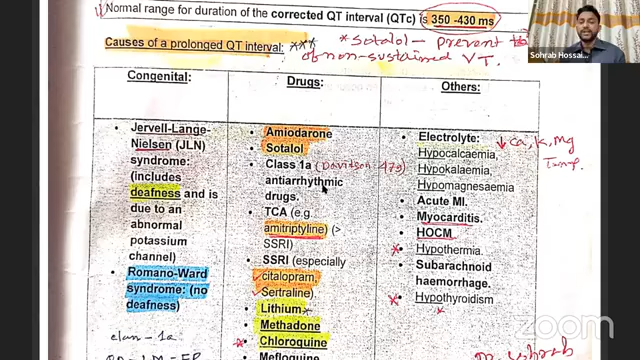 Normal range for duration of the corrected QT interval (QTc) is 350 -430 ms
Causes of a prolonged QT interval: ***
*Sotalol - prevent
of non-sustained VT.
Congenital:
Drugs:
Others:
• Jervell-Lange-
Nielsen (JLN)
syndrome:
(includes
deafness and is
due to an
abnormal
potassium
channel)
• Romano-Ward
syndrome: (no
deafness)
clan - 1a
• Amiodarone
• Sotalol
• Class 1a (Davidson-479)
antiarrhythmic
drugs.
• TCA (e.g.
amitriptyline) (>
SSRI)
• SSRI (especially
citalopram,
Sertraline).
• Lithium
• Methadone
• Chloroquine
• Mefloquine
• Electrolyte: ↓ Ca, K, Mg
Hypocalcaemia,
Hypokalaemia,
Hypomagnesaemia
• Acute MI.
• Myocarditis.
• HOCM
• Hypothermia.
• Subarachnoid
haemorrhage.
• Hypothyroidism
Sohrab Hossai...
zoom